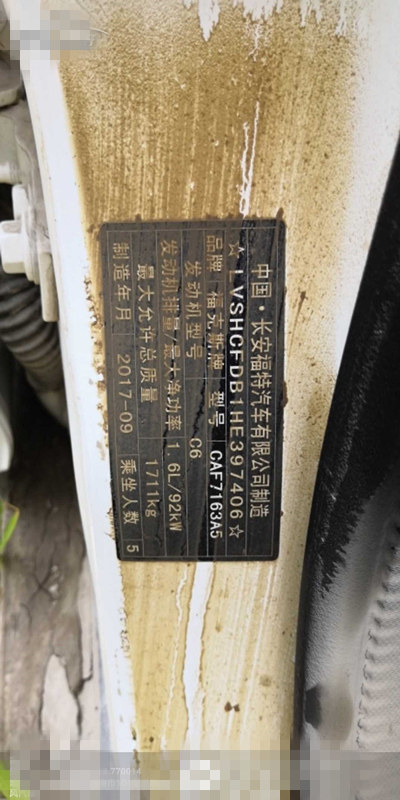 中国·长安福特汽车有限公司制造
☆LVSHCFDB1HE397406☆
品牌 福克斯牌 型号 CAF7163A5
发动机型号 C6
发动机排量/最大净功率 1.6L/92kW
最大允许总质量 1711kg
制造年月 2017-09 乘坐人数 5